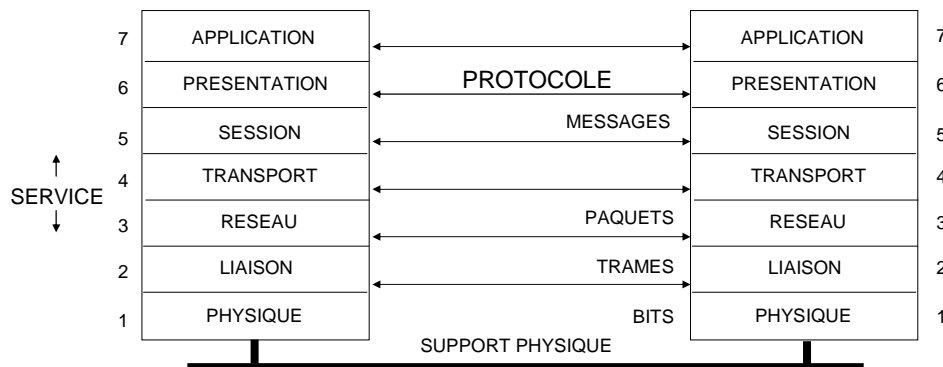 7 APPLICATION APPLICATION 7
6 PRESENTATION PROTOCOLE PRESENTATION 6
MESSAGES
5 SESSION SESSION 5
4 TRANSPORT TRANSPORT 4
SERVICE
3 RESEAU PAQUETS RESEAU 3
2 LIAISON TRAMES LIAISON 2
1 PHYSIQUE BITS PHYSIQUE 1
SUPPORT PHYSIQUE